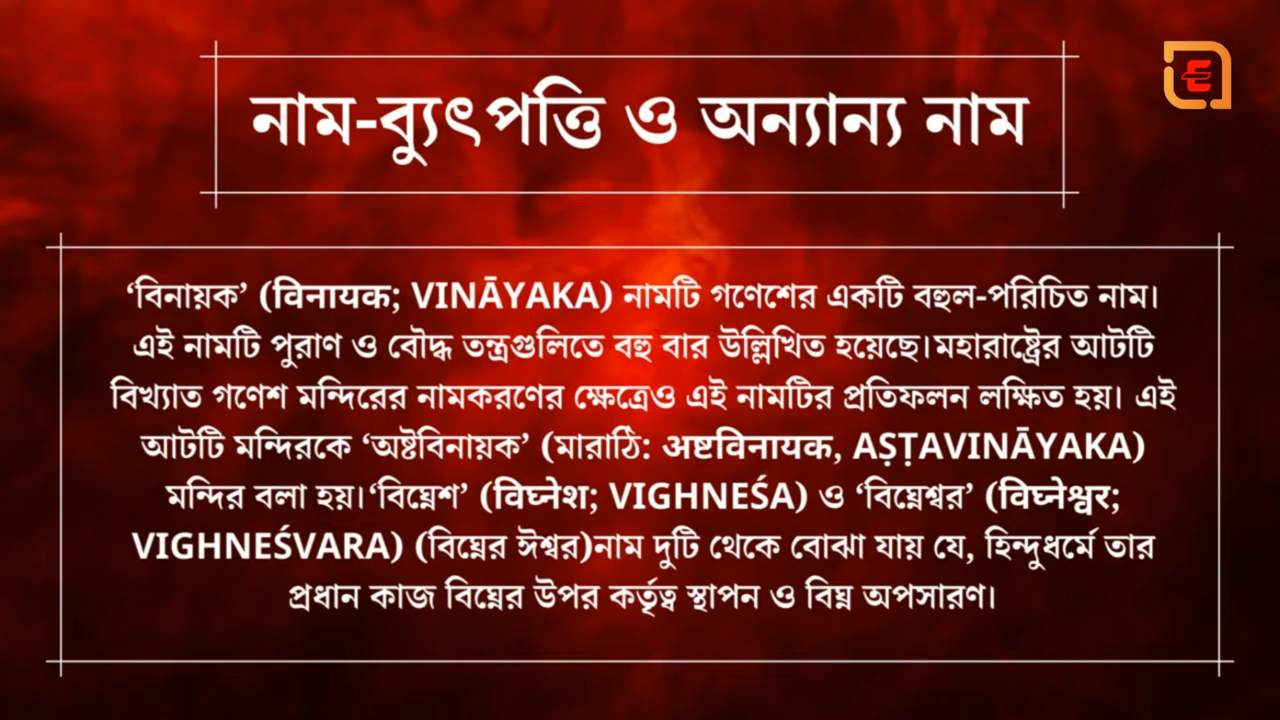 নাম-ব্যুৎপত্তি ও অন্যান্য নাম
‘বিনায়ক’ (विनायक; VINĀYAKA) নামটি গণেশের একটি বহুল-পরিচিত নাম।
এই নামটি পুরাণ ও বৌদ্ধ তন্ত্রগুলিতে বহু বার উল্লিখিত হয়েছে।মহারাষ্ট্রের আটটি
বিখ্যাত গণেশ মন্দিরের নামকরণের ক্ষেত্রেও এই নামটির প্রতিফলন লক্ষিত হয়। এই
আটটি মন্দিরকে ‘অষ্টবিনায়ক’ (মারাঠি: अष्टविनायक, AṢṬAVINĀYAKA)
মন্দির বলা হয়।‘বিঘ্নেশ’ (विघ्नेश; VIGHNEŚA) ও ‘বিঘ্নেশ্বর’ (विघ्नेश्वर;
VIGHNEŚVARA) (বিঘ্নের ঈশ্বর)নাম দুটি থেকে বোঝা যায় যে, হিন্দুধর্মে তার
প্রধান কাজ বিঘ্নের উপর কর্তৃত্ব স্থাপন ও বিঘ্ন অপসারণ।